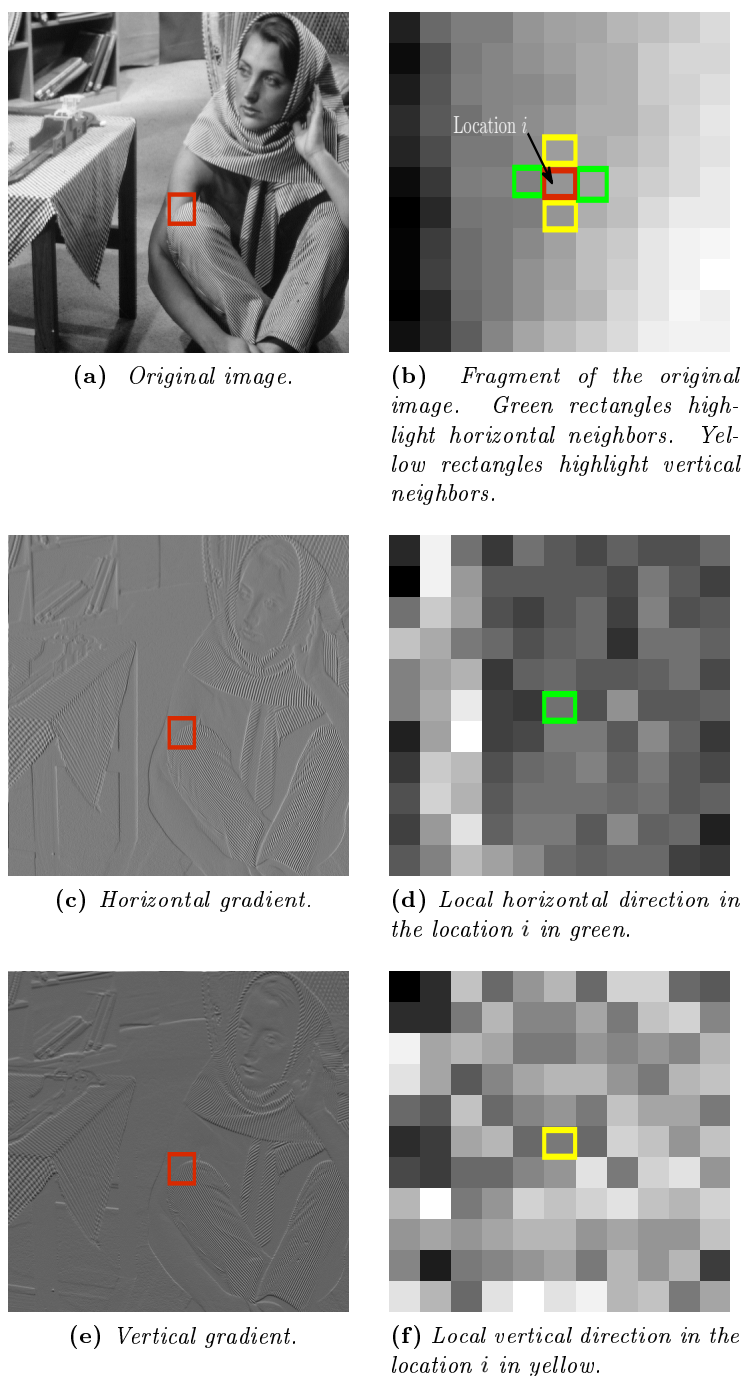 Location i
(a) Original image.
(b) Fragment of the original
image. Green rectangles high-
light horizontal neighbors. Yel-
low rectangles highlight vertical
neighbors.
(c) Horizontal gradient.
(d) Local horizontal direction in
the location i in green.
(e) Vertical gradient.
(f) Local vertical direction in the
location i in yellow.